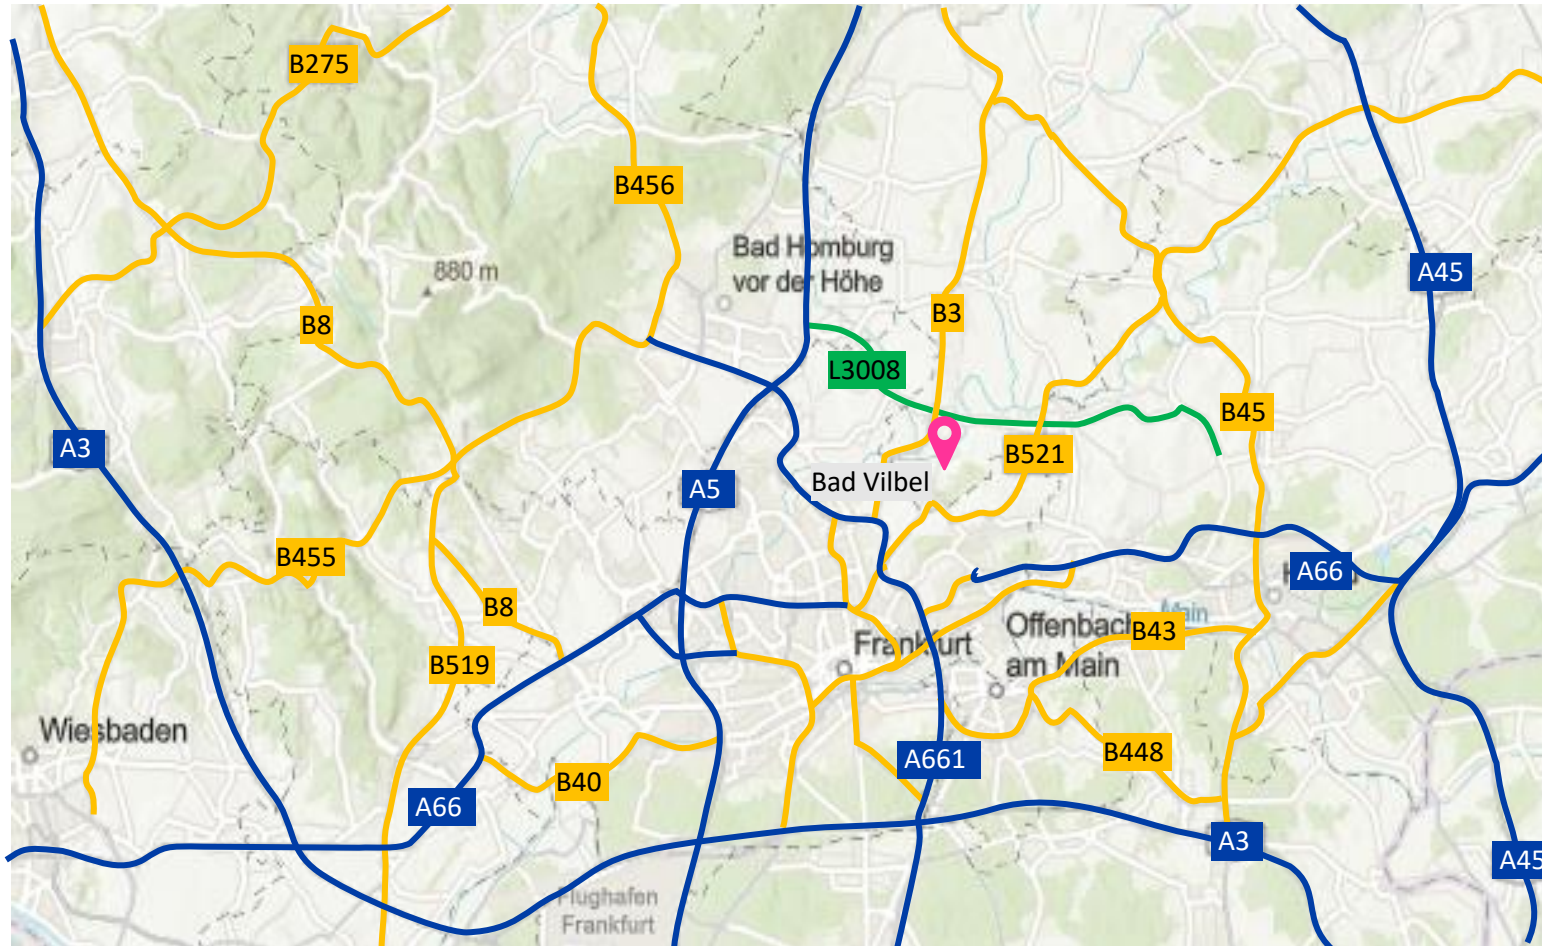 B275
B456
Bad Homburg
vor der Höhe
880 m
A45
B3
B8
L3008
B45
A3
B521
Bad Vilbel
A5
B455
A66
B8
Main
Offenbach
am Main
B43
Frankfurt
B519
Wiesbaden
B448
A661
B40
A66
A3
A45
Flughafen
Frankfurt